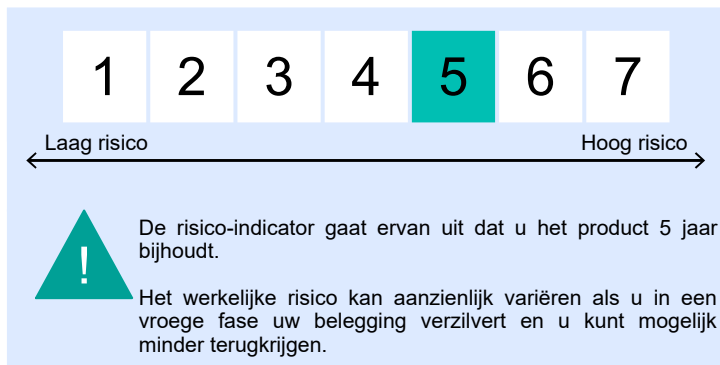 1 2 3 4 5 6 7
Laag risico Hoog risico
De risico-indicator gaat ervan uit dat u het product 5 jaar
bijhoudt.
!
Het werkelijke risico kan aanzienlijk variëren als u in een
vroege fase uw belegging verzilvert en u kunt mogelijk
minder terugkrijgen.